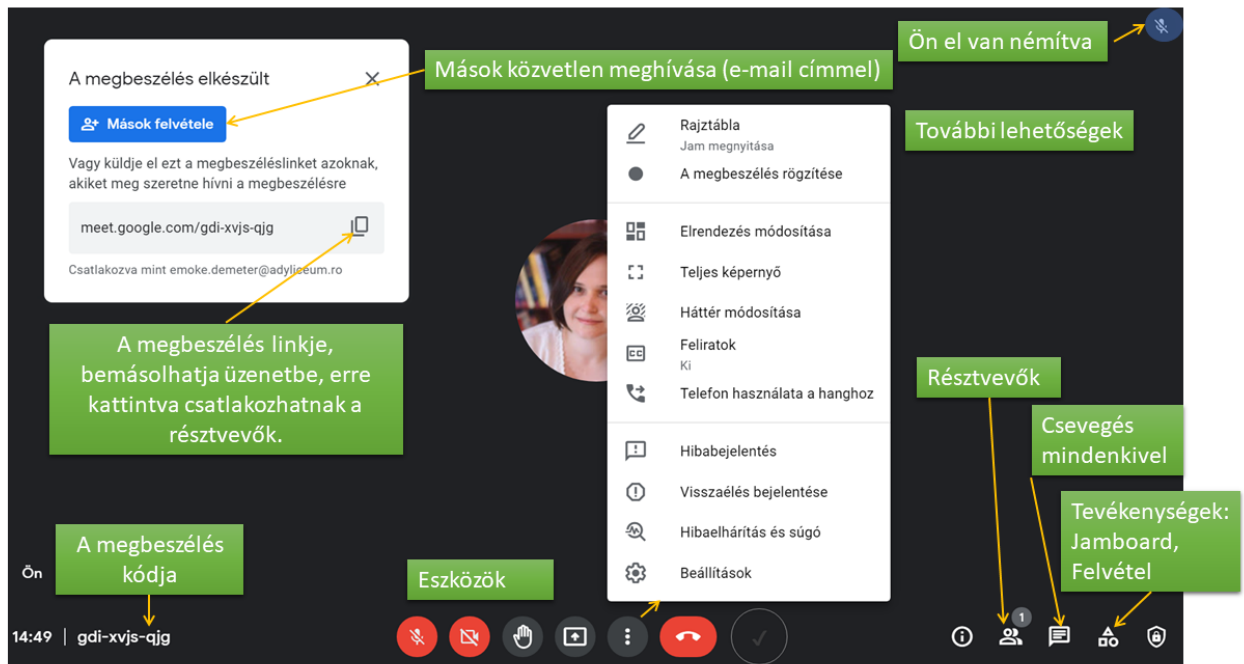 Ön el van némítva
A megbeszélés elkészült
Mások közvetlen meghívása (e-mail címmel)
Mások felvétele
Vagy küldje el ezt a megbeszéléslinket azoknak,
akiket meg szeretne hívni a megbeszélésre
meet.google.com/gdi-xvjs-qjg
Csatlakozva mint emoke.demeter@adyliceum.ro
A megbeszélés linkje,
bemásolhatja üzenetbe, erre
kattintva csatlakozhatnak a
résztvevők.
További lehetőségek
Rajztábla
Jam megnyitása
A megbeszélés rögzítése
Elrendezés módosítása
Teljes képernyő
Háttér módosítása
Feliratok
Ki
Telefon használata a hanghoz
Hibabejelentés
Visszaélés bejelentése
Hibaelhárítás és súgó
Beállítások
Résztvevők
Csevegés
mindenkivel
Tevékenységek:
Jamboard,
Felvétel
A megbeszélés
kódja
Ön
Eszközök
14:49 | gdi-xvjs-qjg
1